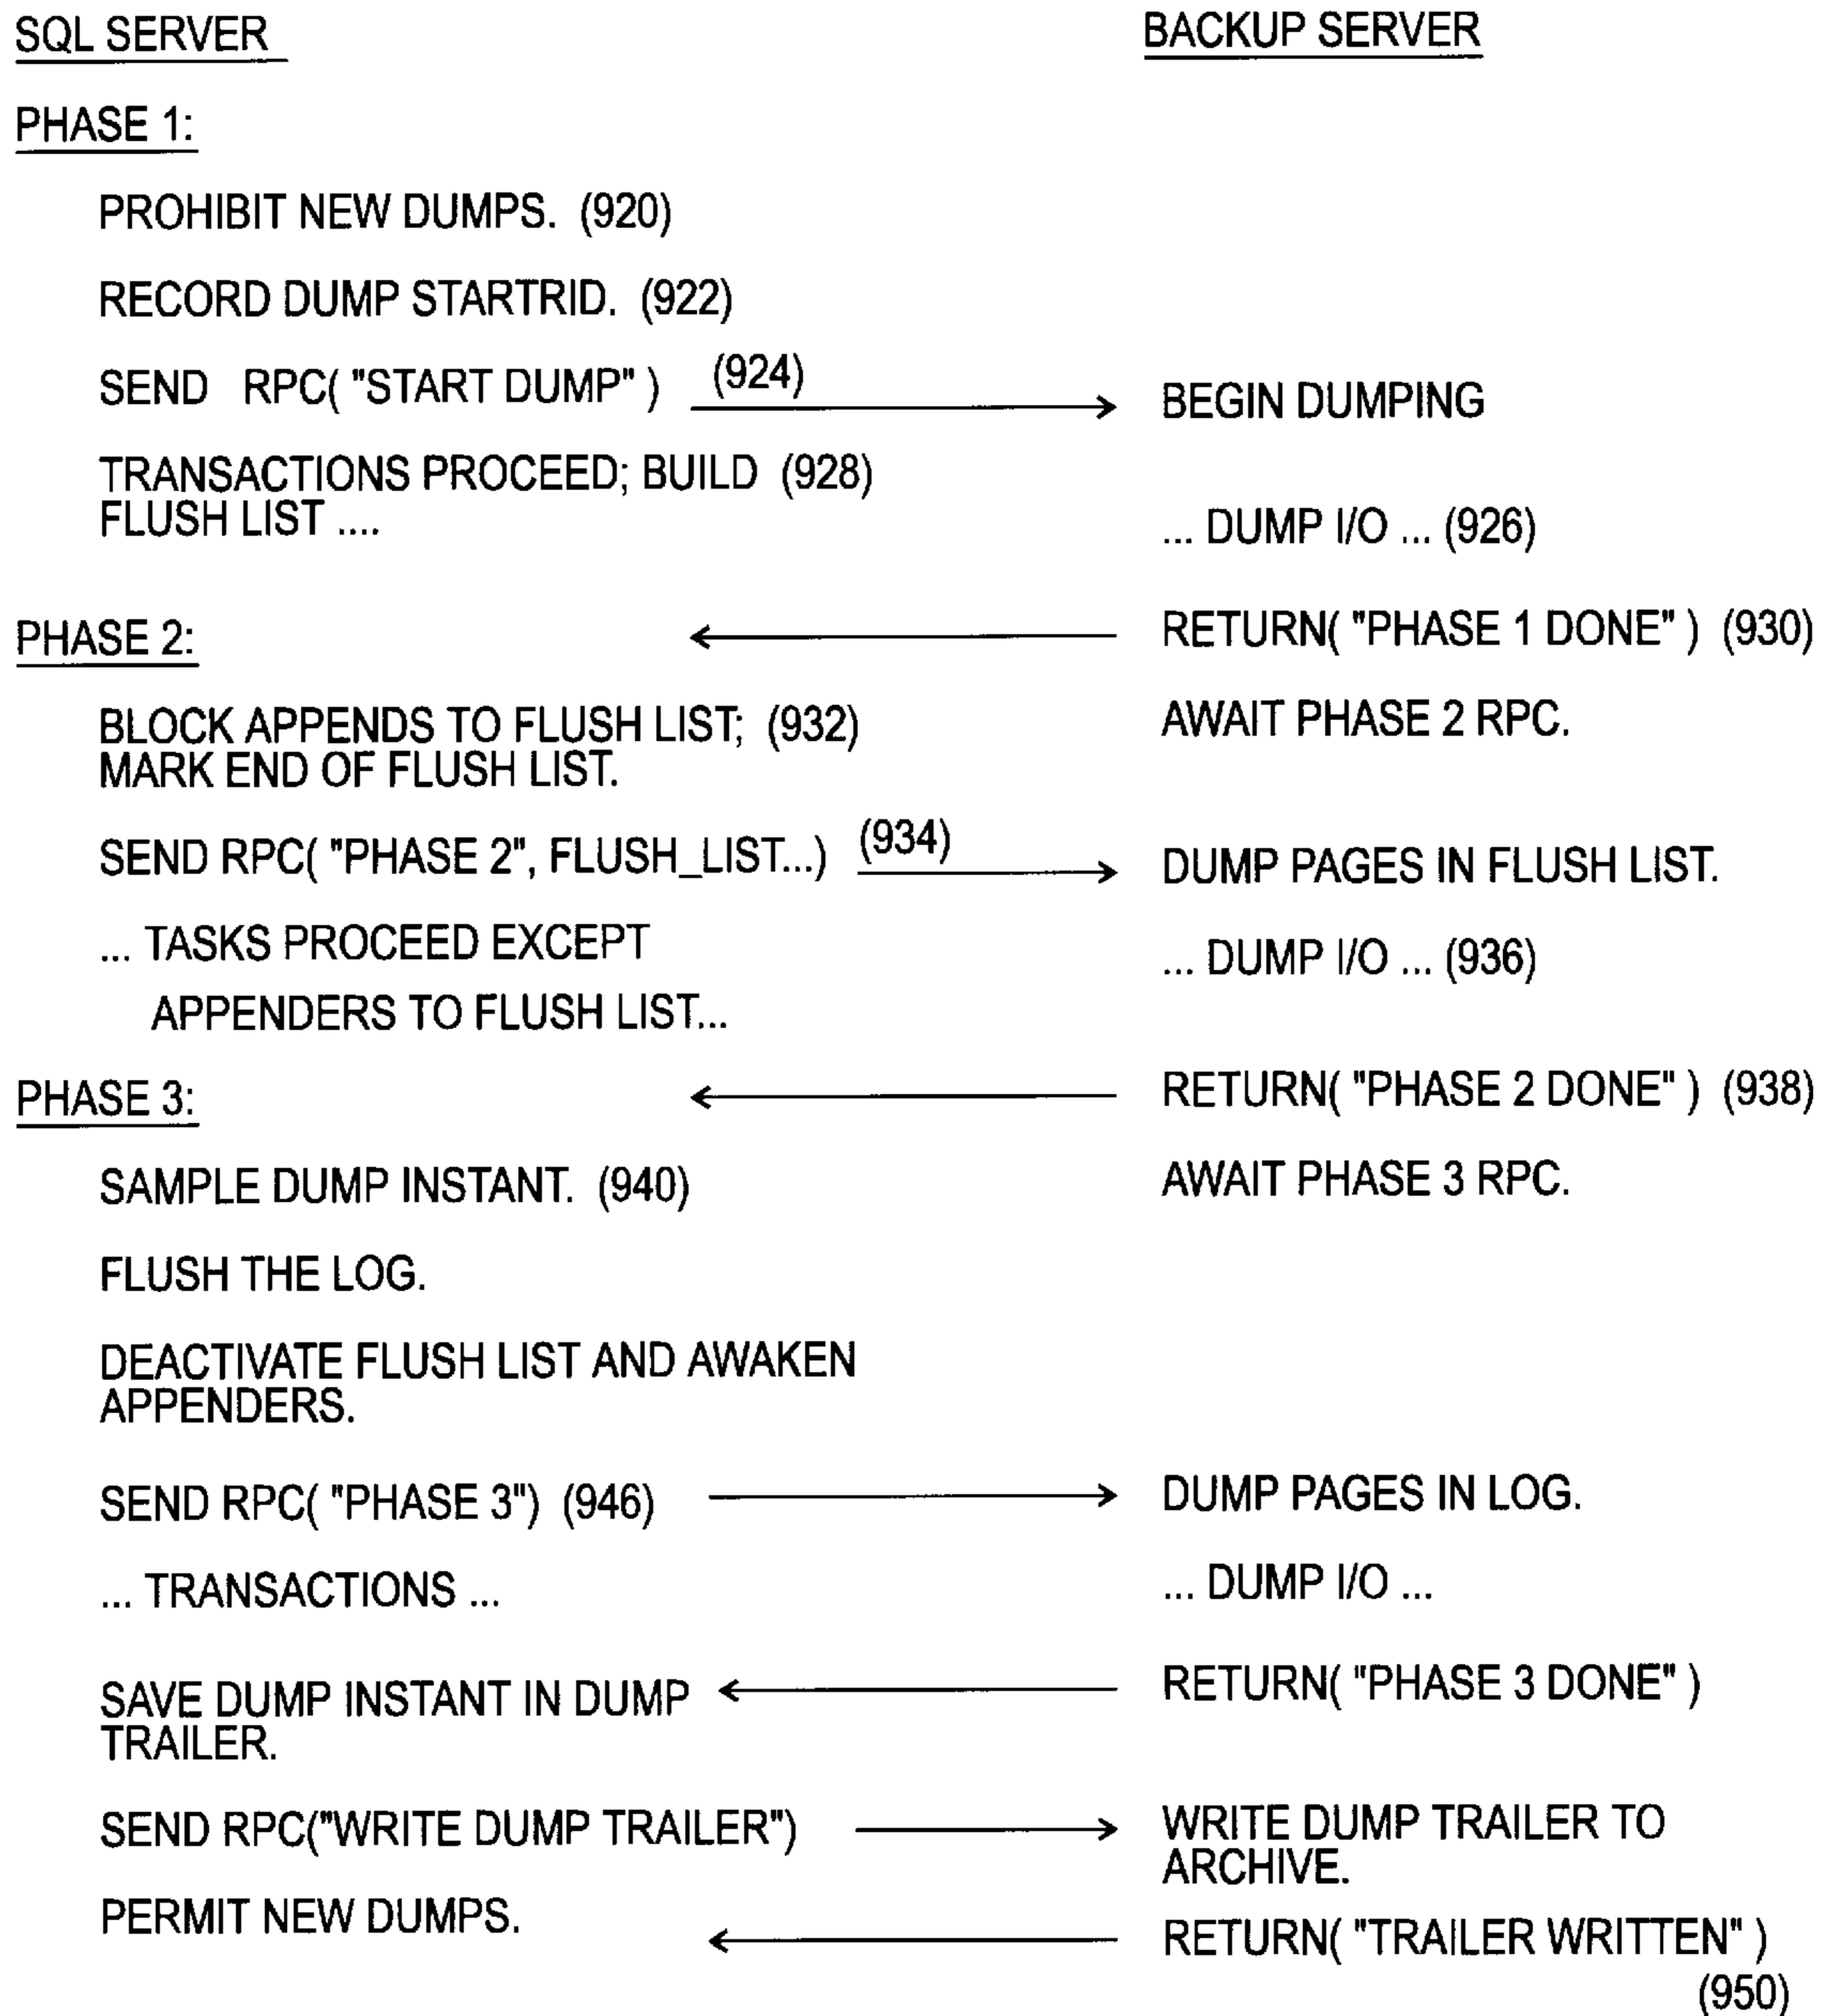 SQL SERVER
BACKUP SERVER
PHASE 1:
PROHIBIT NEW DUMPS. (920)
RECORD DUMP STARTRID. (922)
SEND RPC( "START DUMP" ) (924)
BEGIN DUMPING
TRANSACTIONS PROCEED; BUILD (928)
FLUSH LIST ....
... DUMP I/O ... (926)
PHASE 2:
RETURN( "PHASE 1 DONE" ) (930)
BLOCK APPENDS TO FLUSH LIST; (932)
MARK END OF FLUSH LIST.
AWAIT PHASE 2 RPC.
SEND RPC( "PHASE 2", FLUSH_LIST...) (934)
DUMP PAGES IN FLUSH LIST.
... TASKS PROCEED EXCEPT
APPENDERS TO FLUSH LIST...
... DUMP I/O ... (936)
PHASE 3:
RETURN( "PHASE 2 DONE" ) (938)
SAMPLE DUMP INSTANT. (940)
AWAIT PHASE 3 RPC.
FLUSH THE LOG.
DEACTIVATE FLUSH LIST AND AWAKEN
APPENDERS.
SEND RPC( "PHASE 3") (946)
DUMP PAGES IN LOG.
... TRANSACTIONS ...
... DUMP I/O ...
RETURN( "PHASE 3 DONE" )
SAVE DUMP INSTANT IN DUMP
TRAILER.
SEND RPC("WRITE DUMP TRAILER")
WRITE DUMP TRAILER TO
ARCHIVE.
PERMIT NEW DUMPS.
RETURN( "TRAILER WRITTEN" )
(950)